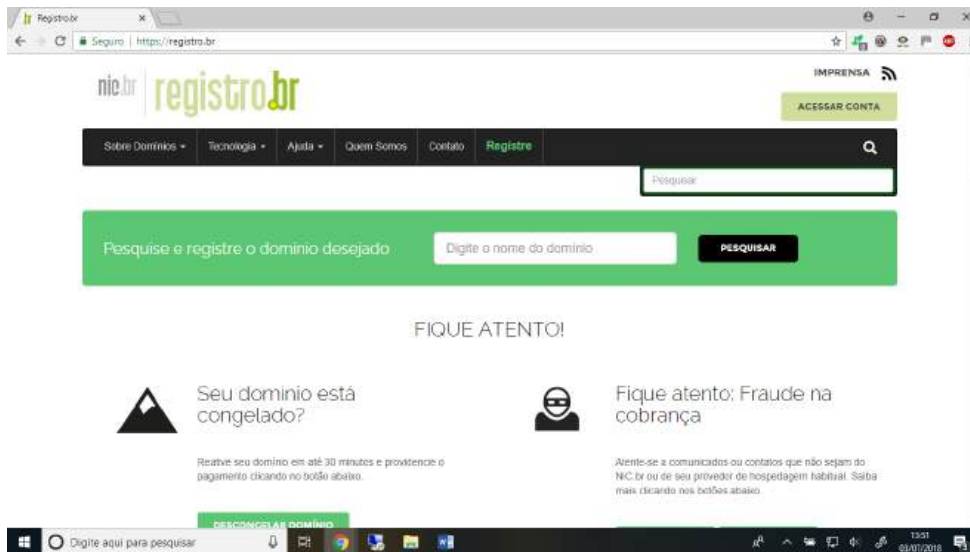 Registro.br
Seguro | https://registro.br
nic.br registro.br
IMPRENSA
ACESSAR CONTA
Sobre Domínios Tecnologia Ajuda Quem Somos Contato Registre
Pesquisar
Pesquise e registre o domínio desejado
Digite o nome do domínio
PESQUISAR
FIQUE ATENTO!
Seu domínio está
congelado?
Reative seu domínio em até 30 minutos e providencie o
pagamento clicando no botão abaixo.
DESCONGELAR DOMÍNIO
Fique atento: Fraude na
cobrança
Atente-se a comunicados ou contatos que não sejam do
NIC.br ou de seu provedor de hospedagem habitual. Saiba
mais clicando nos botões abaixo.
Digite aqui para pesquisar
13:51
03/07/2018